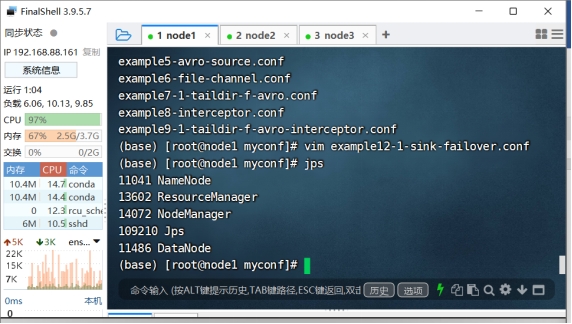 FinalShell 3.9.5.7
同步状态
IP 192.168.88.161 复制
系统信息
运行 1:04
负载 6.06, 10.13, 9.85
CPU 97%
内存 67% 2.5G/3.7G
交换 0% 0/2G
内存 CPU 命令
10.4M 14.7 conda
10.4M 14.4 conda
0 12.3 rcu_sche
6M 10.5 sshd
5K 3K ens...
22K
15K
7K
0ms 本机
0
1 node1 × 2 node2 × 3 node3 × +
example5-avro-source.conf
example6-file-channel.conf
example7-1-taildir-f-avro.conf
example8-interceptor.conf
example9-1-taildir-f-avro-interceptor.conf
(base) [root@node1 myconf]# vim example12-1-sink-failover.conf
(base) [root@node1 myconf]# jps
11041 NameNode
13602 ResourceManager
14072 NodeManager
109210 Jps
11486 DataNode
(base) [root@node1 myconf]#
命令输入 (按ALT键提示历史,TAB键路径,ESC键返回,双击 历史 选项